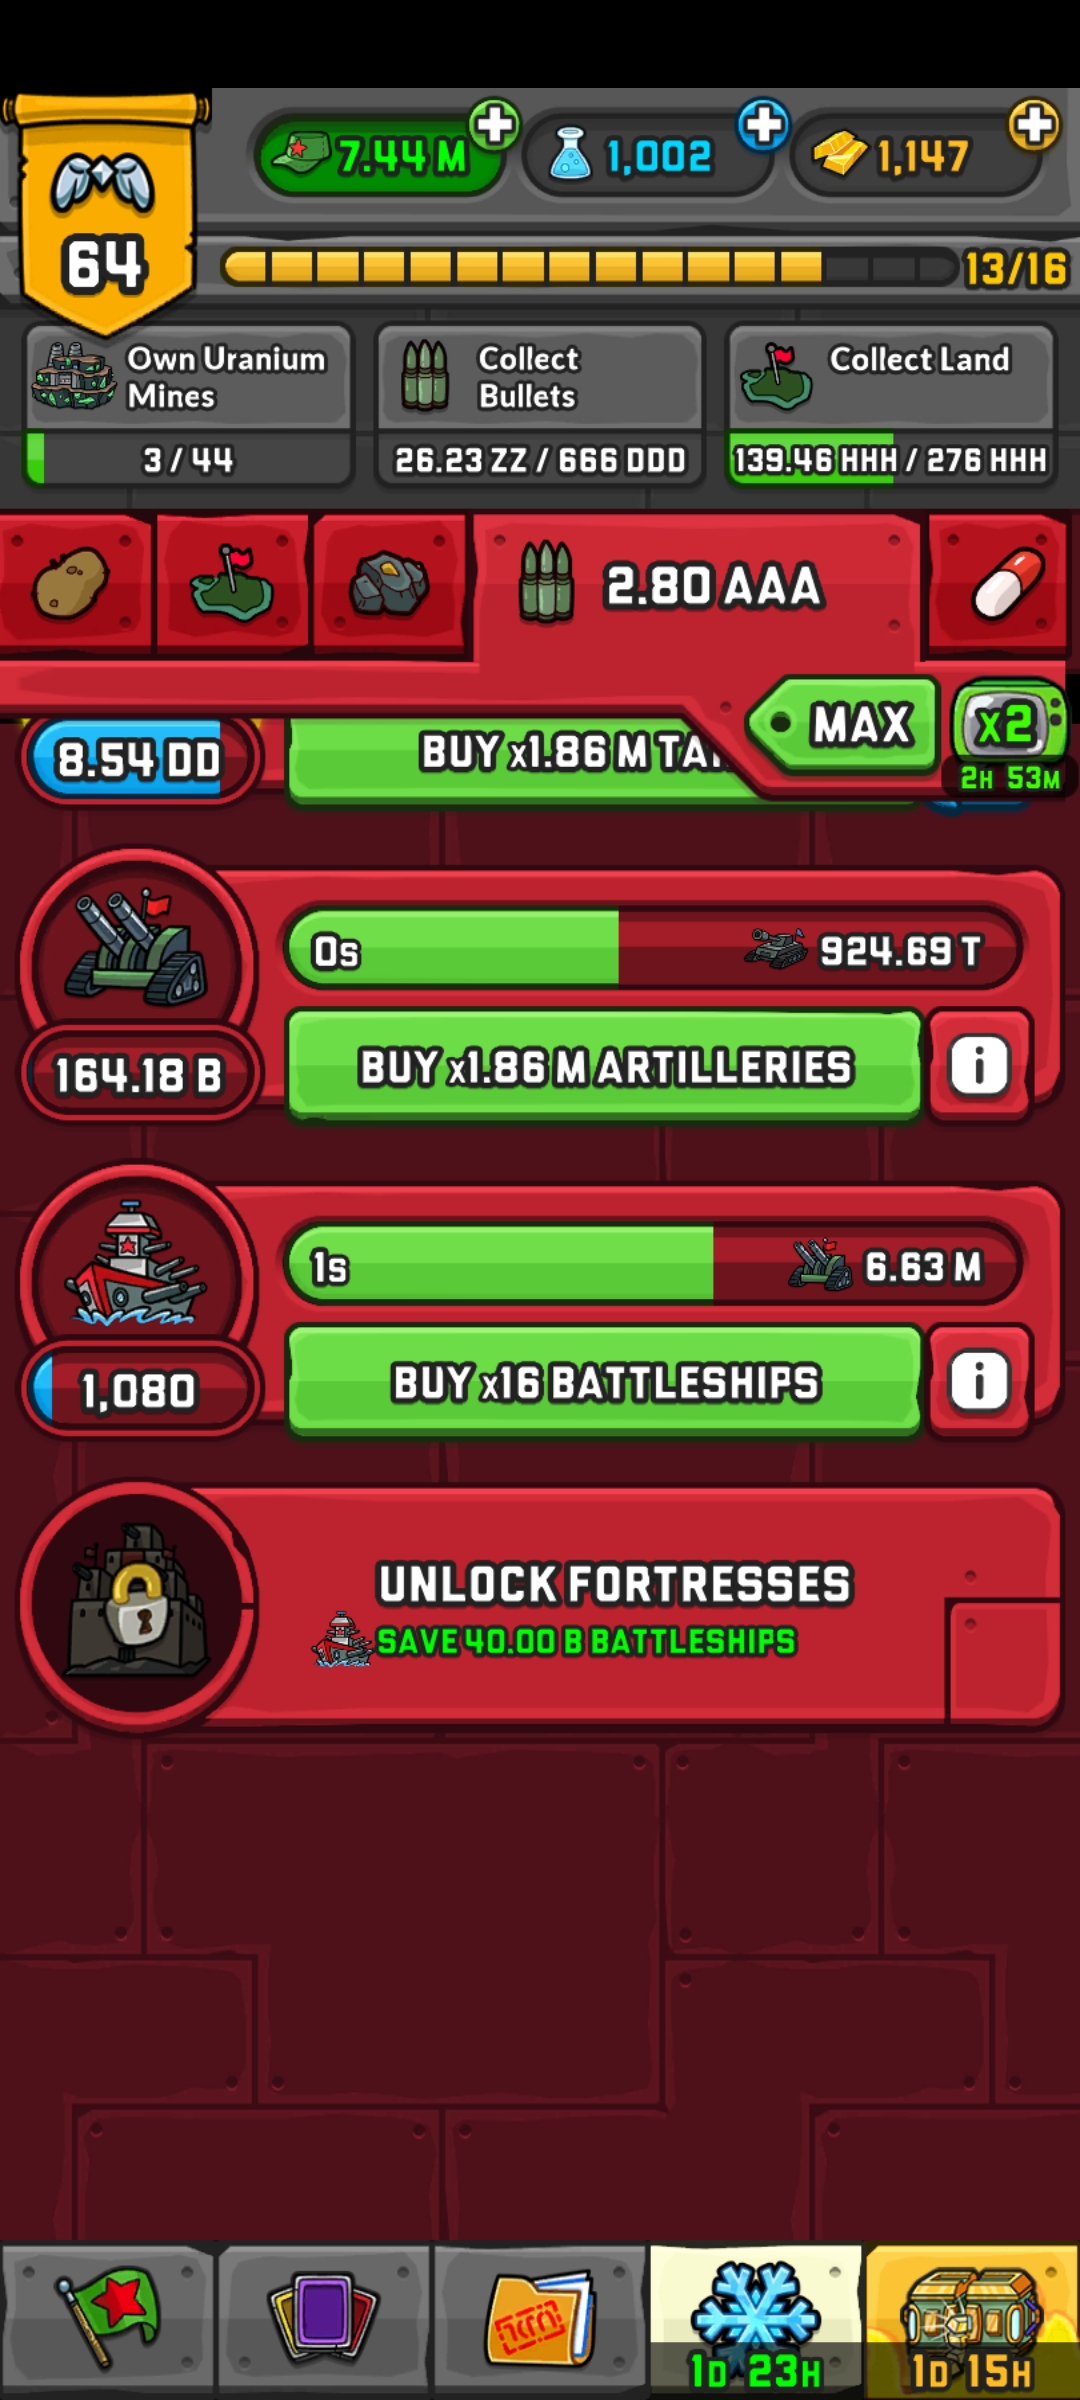 7.44 M
1,002
1,147
64
13/16
Own Uranium
Mines
3 / 44
Collect
Bullets
26.23 ZZ / 666 DDD
Collect Land
139.46 HHH / 276 HHH
2.80 AAA
MAX
x2
2H 53M
8.54 DD
BUY x1.86 M
0s
924.69 T
164.18 B
BUY x1.86 M ARTILLERIES
i
1s
6.63 M
1,080
BUY x16 BATTLESHIPS
i
UNLOCK FORTRESSES
SAVE 40.00 B BATTLESHIPS
1D 23H
1D 15H